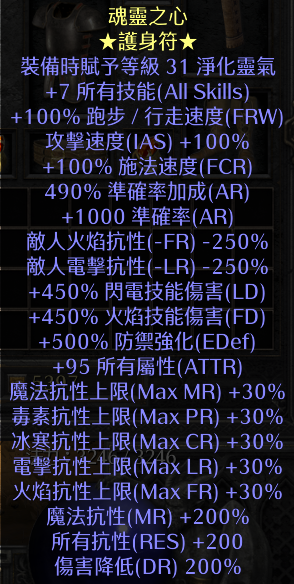 魂靈之心
★護身符★
裝備時賦予等級 31 淨化靈氣
+7 所有技能(All Skills)
+100% 跑步 / 行走速度(FRW)
攻擊速度(IAS) +100%
+100% 施法速度(FCR)
490% 準確率加成(AR)
+1000 準確率(AR)
敵人火焰抗性(-FR) -250%
敵人電擊抗性(-LR) -250%
+450% 閃電技能傷害(LD)
+450% 火焰技能傷害(FD)
+500% 防禦強化(EDef)
+95 所有屬性(ATTR)
魔法抗性上限(Max MR) +30%
毒素抗性上限(Max PR) +30%
冰寒抗性上限(Max CR) +30%
電擊抗性上限(Max LR) +30%
火焰抗性上限(Max FR) +30%
魔法抗性(MR) +200%
所有抗性(RES) +200
傷害降低(DR) 200%